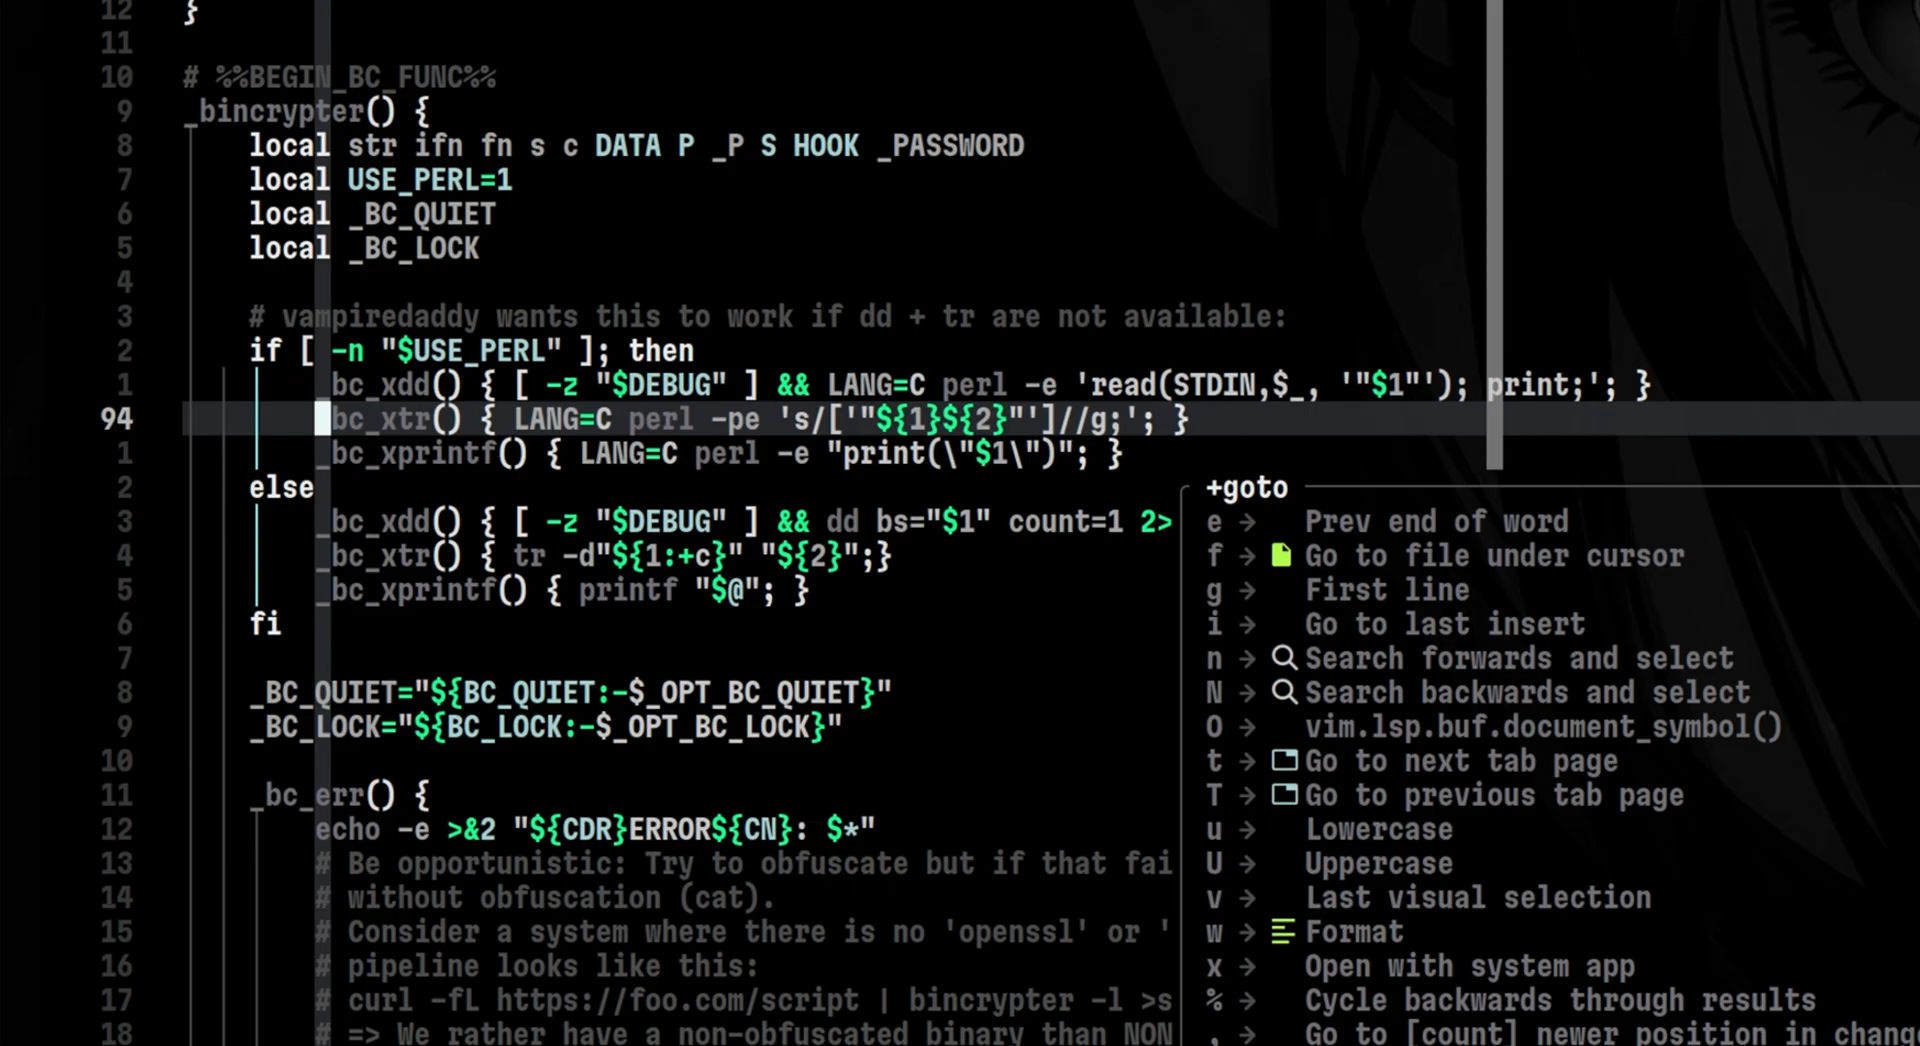 12 }
11
10 # %%BEGIN_BC_FUNC%%
9 _bincrypter() {
8 local str ifn fn s c DATA P _P S HOOK _PASSWORD
7 local USE_PERL=1
6 local _BC_QUIET
5 local _BC_LOCK
4
3 # vampiredaddy wants this to work if dd + tr are not available:
2 if [ -n "$USE_PERL" ]; then
1 _bc_xdd() { [ -z "$DEBUG" ] && LANG=C perl -e 'read(STDIN,$_, '"$1"'); print;'; }
94 _bc_xtr() { LANG=C perl -pe 's/['"${1}${2}"']//g;'; }
1 _bc_xprintf() { LANG=C perl -e "print(\"$1\")"; }
2 else
3 _bc_xdd() { [ -z "$DEBUG" ] && dd bs="$1" count=1 2>
4 _bc_xtr() { tr -d"${1:+c}" "${2}";}
5 _bc_xprintf() { printf "$@"; }
6 fi
7
8 _BC_QUIET="${BC_QUIET:-$_OPT_BC_QUIET}"
9 _BC_LOCK="${BC_LOCK:-$_OPT_BC_LOCK}"
10
11 _bc_err() {
12 echo -e >&2 "${CDR}ERROR${CN}: $*"
13 # Be opportunistic: Try to obfuscate but if that fai
14 # without obfuscation (cat).
15 # Consider a system where there is no 'openssl' or '
16 # pipeline looks like this:
17 # curl -fL https://foo.com/script | bincrypter -l >s
18 # => We rather have a non-obfuscated binary than NON
+goto
e → Prev end of word
f → Go to file under cursor
g → First line
i → Go to last insert
n → Search forwards and select
N → Search backwards and select
O → vim.lsp.buf.document_symbol()
t → Go to next tab page
T → Go to previous tab page
u → Lowercase
U → Uppercase
v → Last visual selection
w → Format
x → Open with system app
% → Cycle backwards through results
, → Go to [count] newer position in change